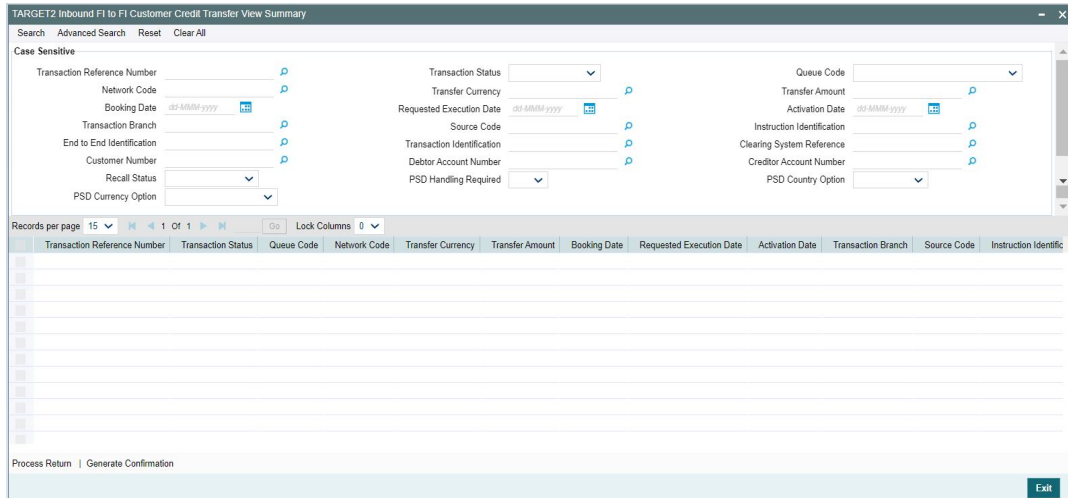 TARGET2 Inbound FI to FI Customer Credit Transfer View Summary
Search Advanced Search Reset Clear All
Case Sensitive
Transaction Reference Number Transaction Status Queue Code
Network Code Transfer Currency Transfer Amount
Booking Date dd-MMM-yyyy Requested Execution Date dd-MMM-yyyy Activation Date dd-MMM-yyyy
Transaction Branch Source Code Instruction Identification
End to End Identification Transaction Identification Clearing System Reference
Customer Number Debtor Account Number Creditor Account Number
Recall Status PSD Handling Required PSD Country Option
PSD Currency Option
Records per page 15 1 Of 1 Go Lock Columns 0
Transaction Reference Number Transaction Status Queue Code Network Code Transfer Currency Transfer Amount Booking Date Requested Execution Date Activation Date Transaction Branch Source Code Instruction Identific
Process Return | Generate Confirmation
Exit